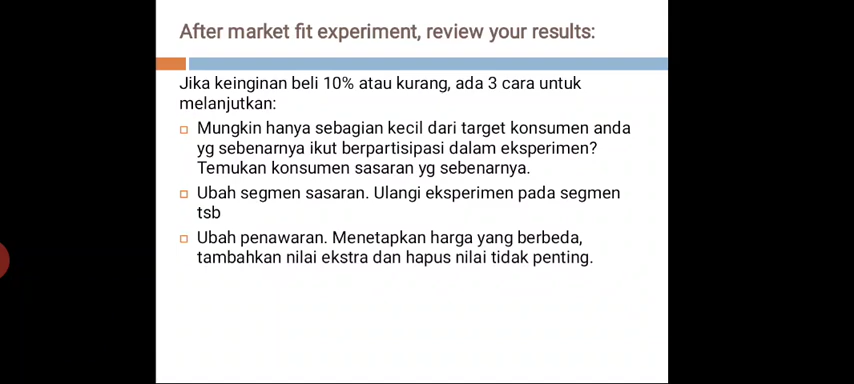 After market fit experiment, review your results:
Jika keinginan beli 10% atau kurang, ada 3 cara untuk
melanjutkan:
Mungkin hanya sebagian kecil dari target konsumen anda
yg sebenarnya ikut berpartisipasi dalam eksperimen?
Temukan konsumen sasaran yg sebenarnya.
Ubah segmen sasaran. Ulangi eksperimen pada segmen
tsb
Ubah penawaran. Menetapkan harga yang berbeda,
tambahkan nilai ekstra dan hapus nilai tidak penting.